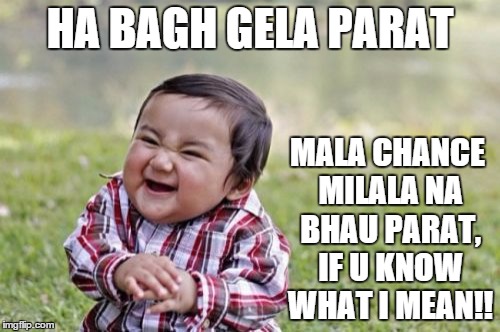 HA BAGH GELA PARAT
MALA CHANCE
MILALA NA
BHAU PARAT,
IF U KNOW
WHAT I MEAN!!
imgflip.com